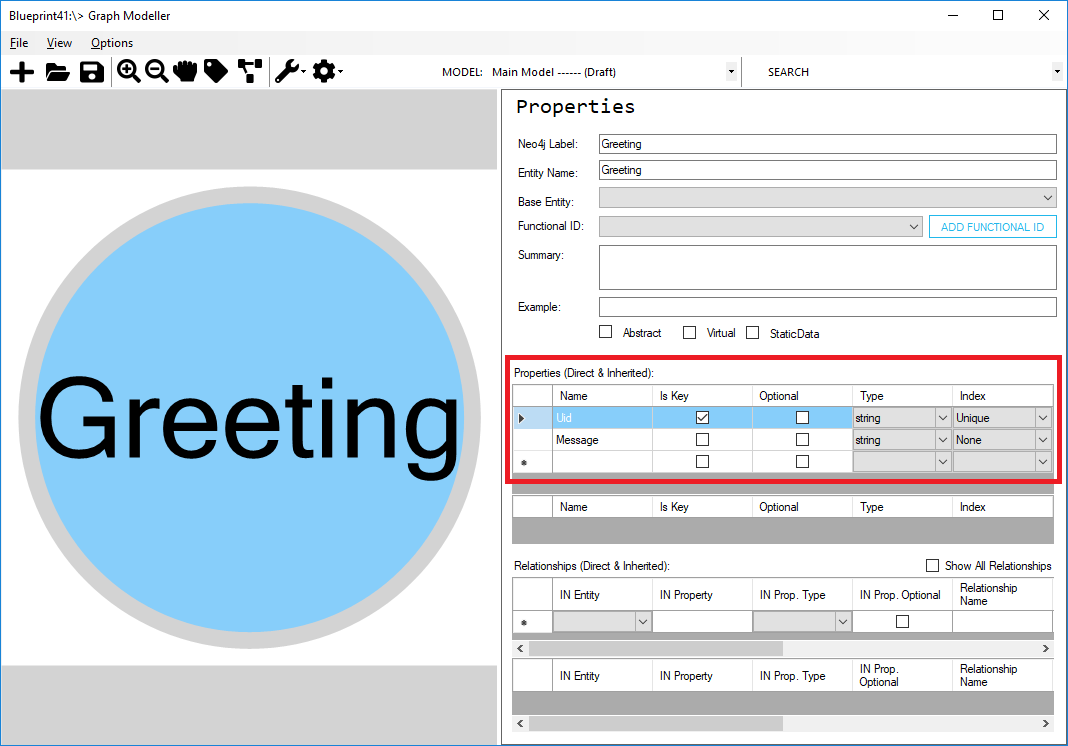 Blueprint41:\> Graph Modeller
File View Options
MODEL: Main Model ------ (Draft) SEARCH
Properties
Neo4j Label: Greeting
Entity Name: Greeting
Base Entity:
Functional ID: ADD FUNCTIONAL ID
Summary:
Example:
Abstract Virtual StaticData
Greeting
Properties (Direct & Inherited):
Name Is Key Optional Type Index
Uid string Unique
Message string None
Name Is Key Optional Type Index
Relationships (Direct & Inherited): Show All Relationships
IN Entity IN Property IN Prop. Type IN Prop. Optional Relationship
Name
IN Entity IN Property IN Prop. Type IN Prop.
Optional Relationship
Name